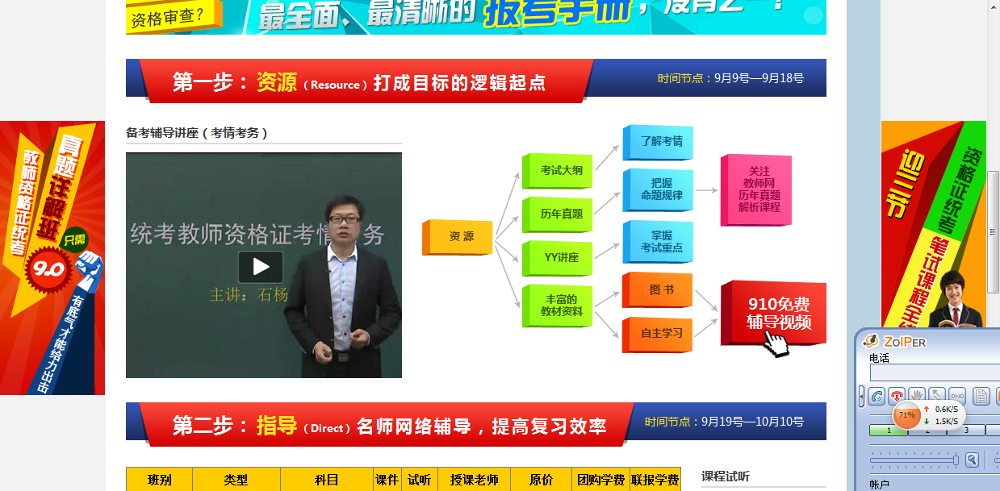 资格审查？
最全面、最清晰的报考手册，没有之一！
第一步：资源（Resource）打成目标的逻辑起点
时间节点：9月9号—9月18号
备考辅导讲座（考情考务）
统考教师资格证考情 务
主讲：石杨
资 源
考试大纲
历年真题
YY讲座
丰富的
教材资料
了解考情
把握
命题规律
掌握
考试重点
图 书
自主学习
关注
教师网
历年真题
解析课程
910免费
辅导视频
真题详解班
教师资格证统考
只需
9.0
有底气才能给力出击
迎三节
资格证统考
笔试课程全
第二步：指导（Direct）名师网络辅导，提高复习效率
时间节点：9月19号—10月10号
班别 类型 科目 课件 试听 授课老师 原价 团购学费 联报学费
课程试听
ZOIPER
电话
DND
71%
0.6K/S
1.5K/S
1 2 3
帐户